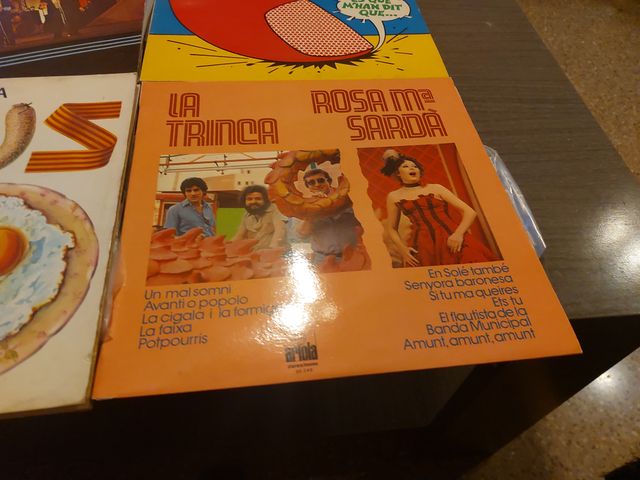 QUE
M'HAN DIT
QUE...
A
LA
TRINCA
ROSA Mª
SARDÀ
Un mal somni
Avanti o popolo
La cigala i la formiga
La faixa
Potpourris
En Solé també
Senyora baronesa
Si tu ma queires
Ets tu
El flautista de la
Banda Municipal
Amunt, amunt, amunt
ariola